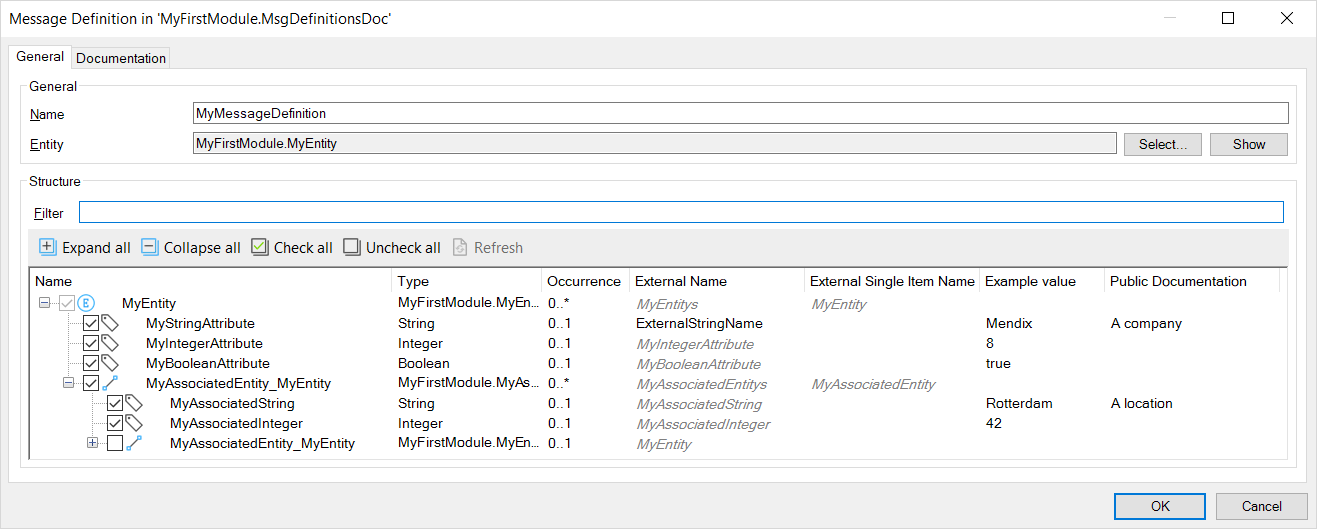 Message Definition in 'MyFirstModule.MsgDefinitionsDoc'
General Documentation
General
Name MyMessageDefinition
Entity MyFirstModule.MyEntity Select... Show
Structure
Filter
Expand all Collapse all Check all Uncheck all Refresh
Name Type Occurrence External Name External Single Item Name Example value Public Documentation
MyEntity MyFirstModule.MyEn... 0..* MyEntitys MyEntity
MyStringAttribute String 0..1 ExternalStringName Mendix A company
MyIntegerAttribute Integer 0..1 MyIntegerAttribute 8
MyBooleanAttribute Boolean 0..1 MyBooleanAttribute true
MyAssociatedEntity_MyEntity MyFirstModule.MyAs... 0..* MyAssociatedEntitys MyAssociatedEntity
MyAssociatedString String 0..1 MyAssociatedString Rotterdam A location
MyAssociatedInteger Integer 0..1 MyAssociatedInteger 42
MyAssociatedEntity_MyEntity MyFirstModule.MyEn... 0..1 MyEntity
OK Cancel